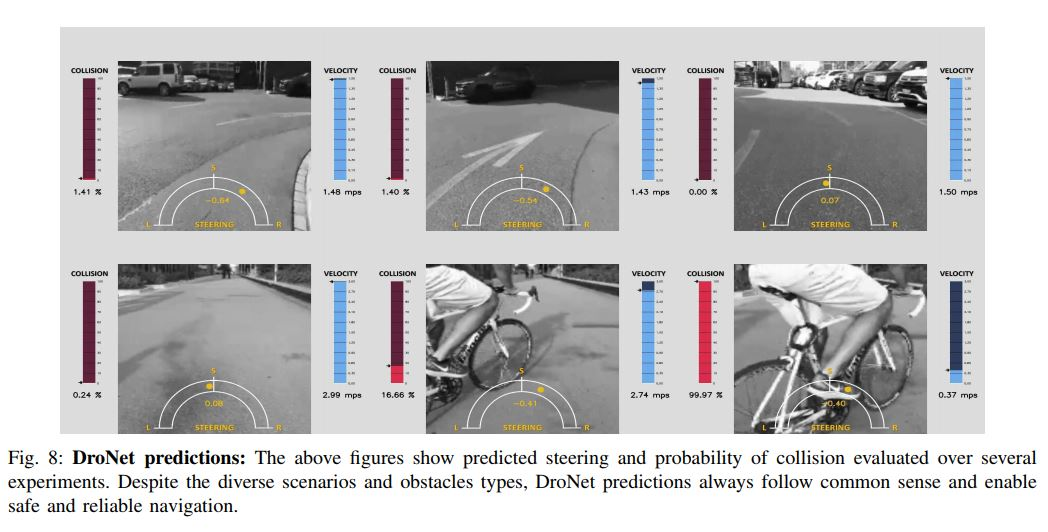 COLLISION VELOCITY COLLISION VELOCITY COLLISION VELOCITY
S S S
-0.64 -0.54 0.07
1.41 % 1.48 mps 1.40 % 1.43 mps 0.00 % 1.50 mps
L STEERING R L STEERING R L STEERING R
COLLISION VELOCITY COLLISION VELOCITY COLLISION VELOCITY
S S S
0.24 % 2.99 mps 16.66 % 2.74 mps 99.97 % 0.37 mps
0.08 -0.41 -0.40
L STEERING R L STEERING R L STEERING R
Fig. 8: DroNet predictions: The above figures show predicted steering and probability of collision evaluated over several
experiments. Despite the diverse scenarios and obstacles types, DroNet predictions always follow common sense and enable
safe and reliable navigation.